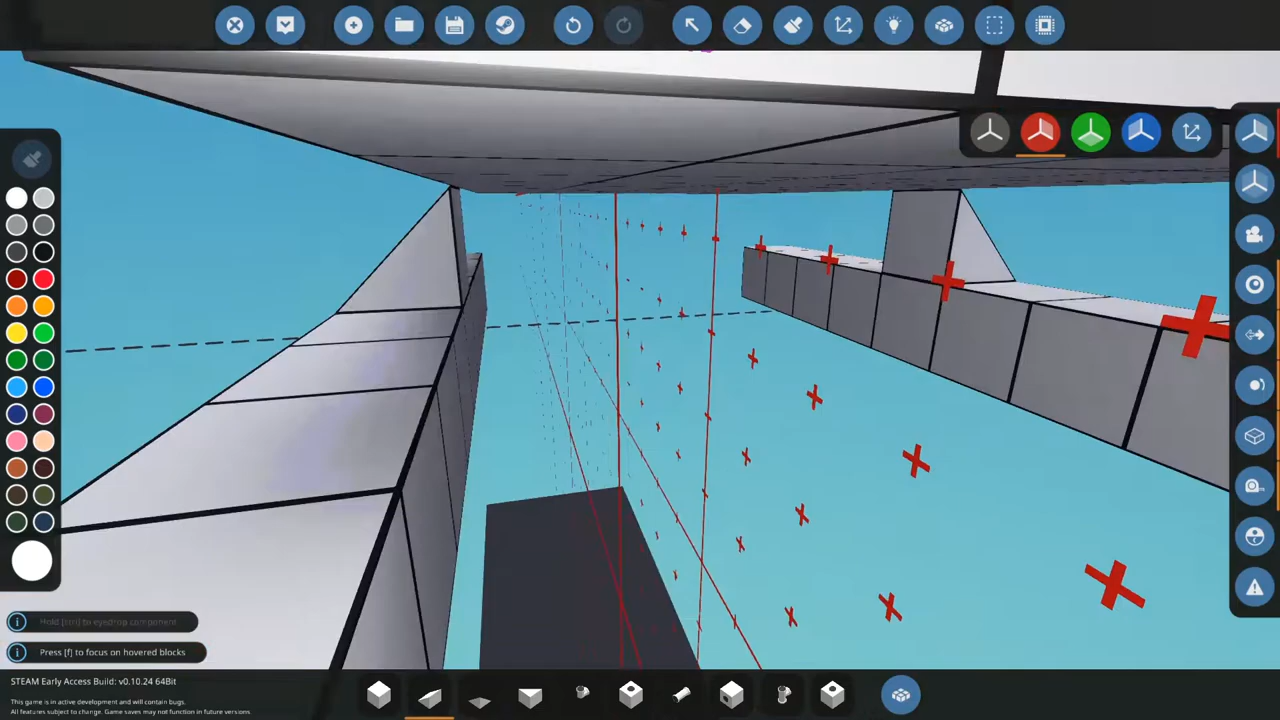 Hold [ctrl] to eyedrop component
Press [f] to focus on hovered blocks
STEAM Early Access Build: v0.10.24 64Bit
This game is in active development and will contain bugs.
All features subject to change. Game saves may not function in future versions.